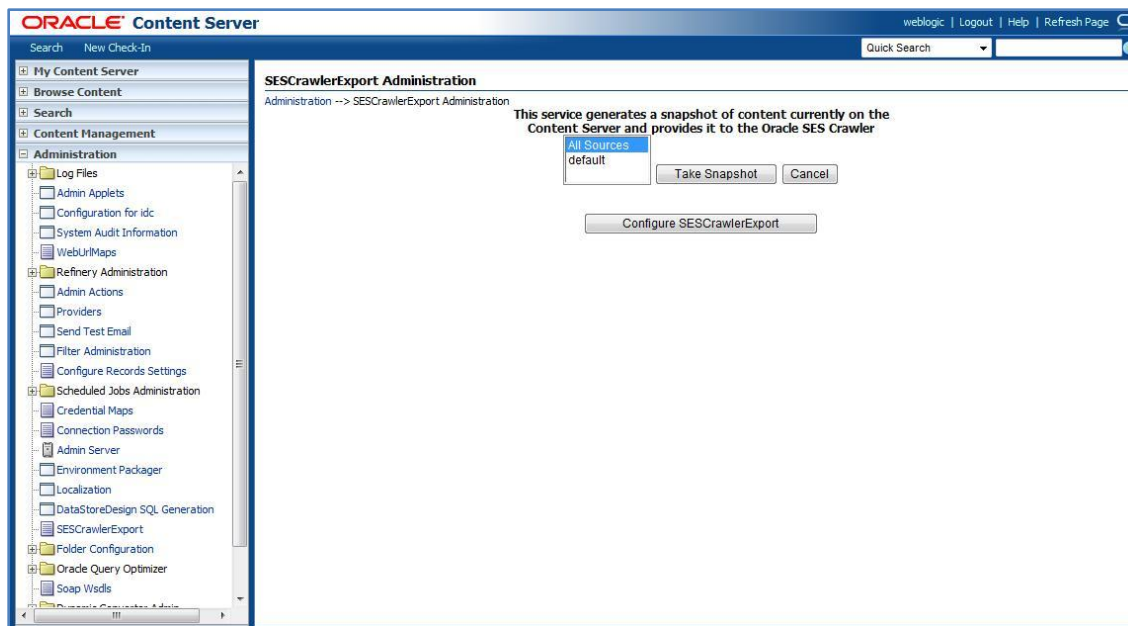 ORACLE Content Server
weblogic | Logout | Help | Refresh Page
Search New Check-In
Quick Search
My Content Server
Browse Content
Search
Content Management
Administration
Log Files
Admin Applets
Configuration for idc
System Audit Information
WebUrlMaps
Refinery Administration
Admin Actions
Providers
Send Test Email
Filter Administration
Configure Records Settings
Scheduled Jobs Administration
Credential Maps
Connection Passwords
Admin Server
Environment Packager
Localization
DataStoreDesign SQL Generation
SESCrawlerExport
Folder Configuration
Oracle Query Optimizer
Soap Wsdls
SESCrawlerExport Administration
Administration --> SESCrawlerExport Administration
This service generates a snapshot of content currently on the
Content Server and provides it to the Oracle SES Crawler
All Sources
default
Take Snapshot Cancel
Configure SESCrawlerExport